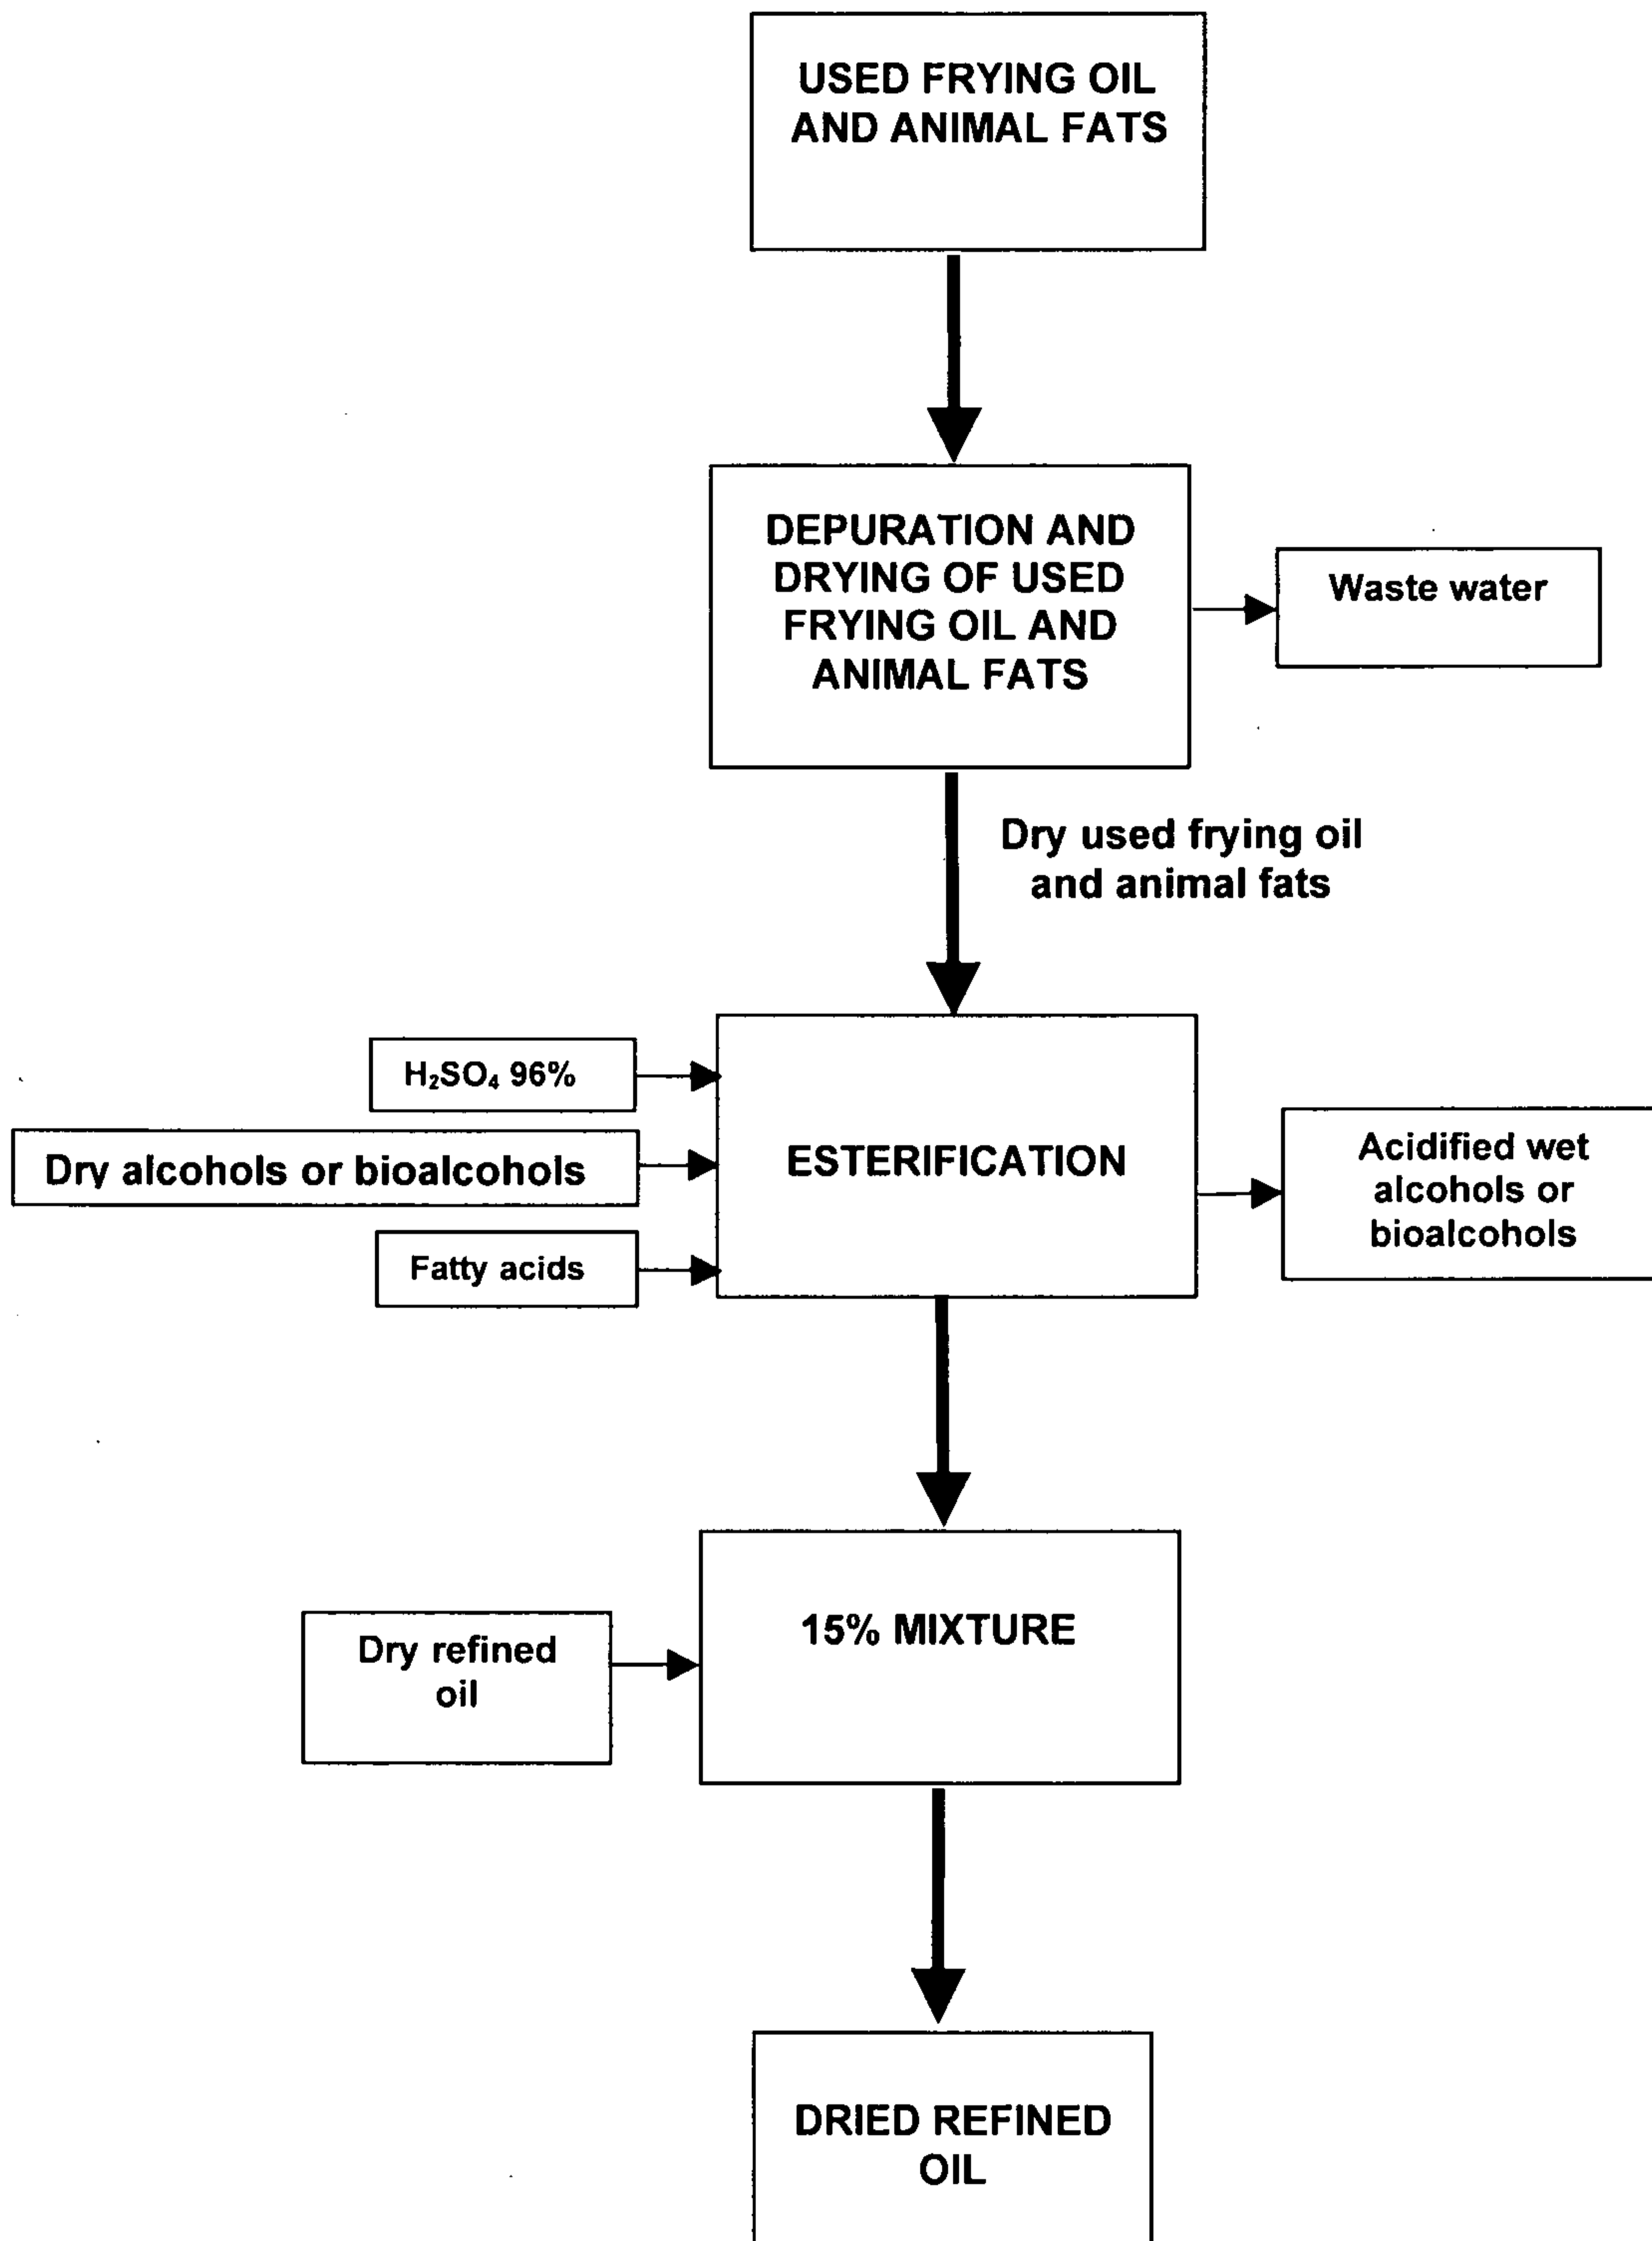 USED FRYING OIL
AND ANIMAL FATS
DEPURATION AND
DRYING OF USED
FRYING OIL AND
ANIMAL FATS
Waste water
Dry used frying oil
and animal fats
H₂SO₄ 96%
Dry alcohols or bioalcohols
Fatty acids
ESTERIFICATION
Acidified wet
alcohols or
bioalcohols
15% MIXTURE
Dry refined
oil
DRIED REFINED
OIL